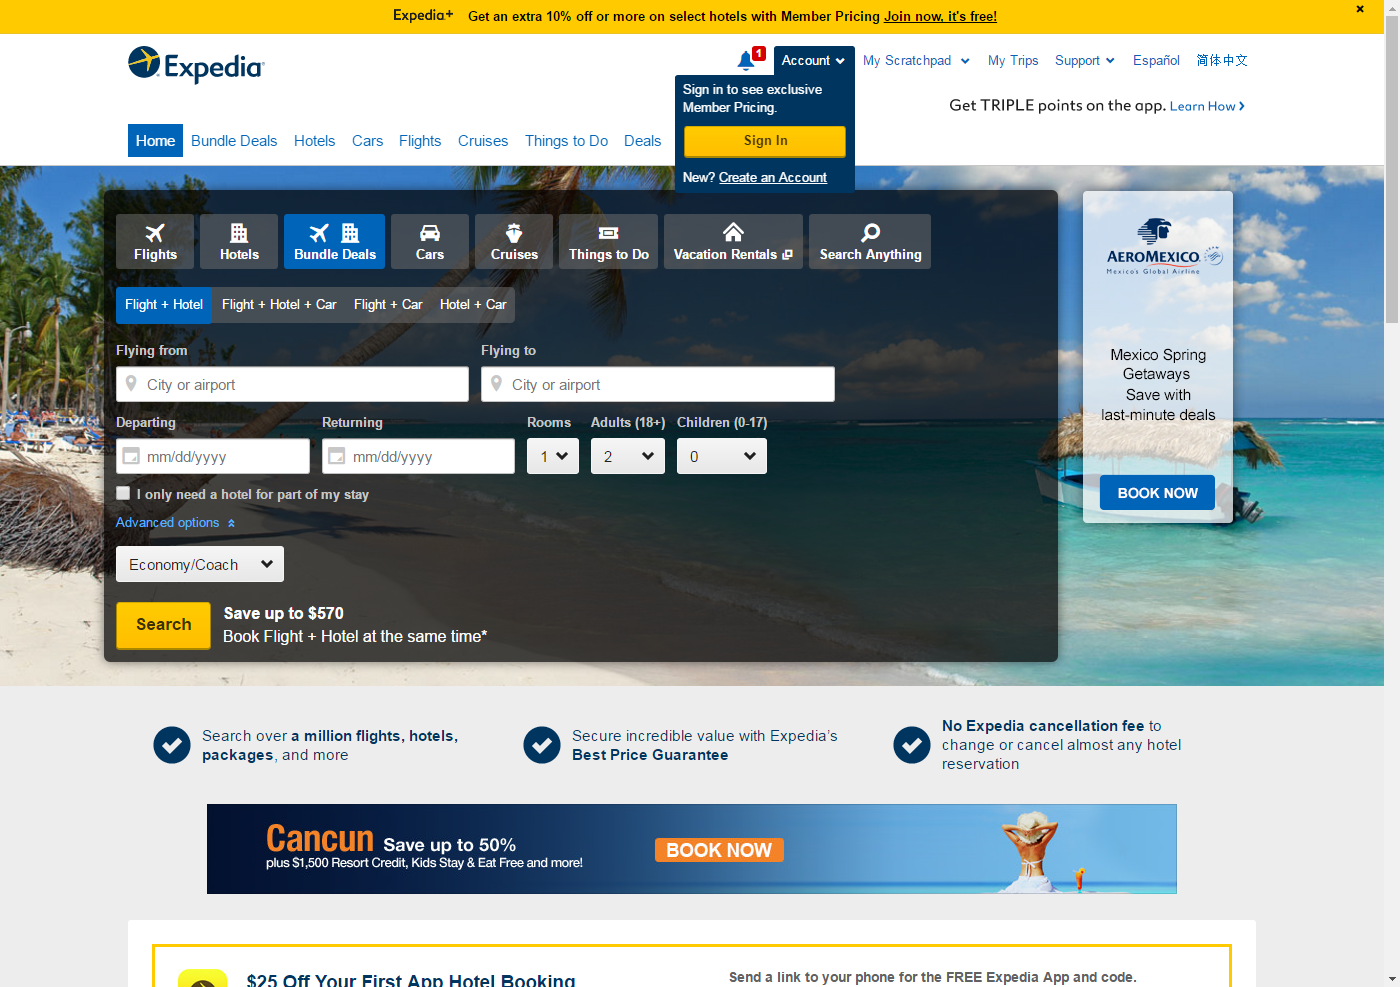 Expedia+ Get an extra 10% off or more on select hotels with Member Pricing Join now, it's free!
Expedia
1
Account
My Scratchpad
My Trips
Support
Español
简体中文
Sign in to see exclusive
Member Pricing.
Sign In
New? Create an Account
Get TRIPLE points on the app. Learn How
Home
Bundle Deals
Hotels
Cars
Flights
Cruises
Things to Do
Deals
Flights
Hotels
Bundle Deals
Cars
Cruises
Things to Do
Vacation Rentals
Search Anything
Flight + Hotel
Flight + Hotel + Car
Flight + Car
Hotel + Car
Flying from
Flying to
City or airport
City or airport
Departing
Returning
Rooms
Adults (18+)
Children (0-17)
mm/dd/yyyy
mm/dd/yyyy
1
2
0
I only need a hotel for part of my stay
Advanced options
Economy/Coach
Search
Save up to $570
Book Flight + Hotel at the same time*
AEROMEXICO
Mexico's Global Airline
Mexico Spring
Getaways
Save with
last-minute deals
BOOK NOW
Search over a million flights, hotels,
packages, and more
Secure incredible value with Expedia's
Best Price Guarantee
No Expedia cancellation fee to
change or cancel almost any hotel
reservation
Cancun Save up to 50%
plus $1,500 Resort Credit, Kids Stay & Eat Free and more!
BOOK NOW
$25 Off Your First App Hotel Booking
Send a link to your phone for the FREE Expedia App and code.